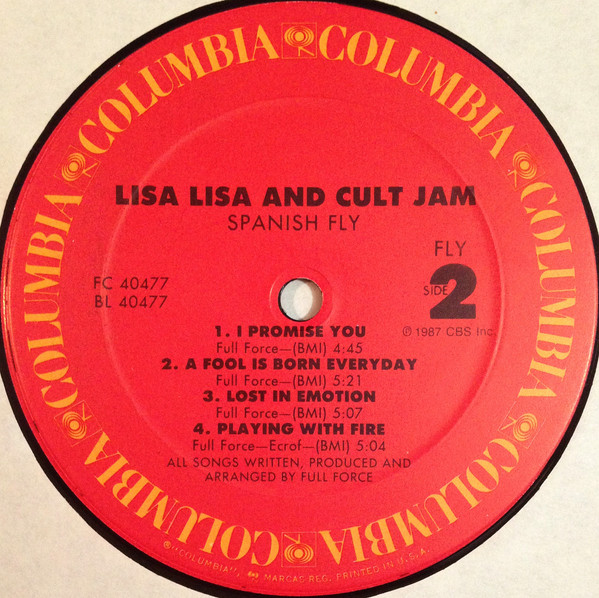 COLUMBIA COLUMBIA COLUMBIA COLUMBIA COLUMBIA COLUMBIA
LISA LISA AND CULT JAM
SPANISH FLY
FLY
SIDE 2
FC 40477
BL 40477
© 1987 CBS Inc.
1. I PROMISE YOU
Full Force—(BMI) 4:45
2. A FOOL IS BORN EVERYDAY
Full Force—(BMI) 5:21
3. LOST IN EMOTION
Full Force—(BMI) 5:07
4. PLAYING WITH FIRE
Full Force—Ecrof—(BMI) 5:04
ALL SONGS WRITTEN, PRODUCED AND
ARRANGED BY FULL FORCE
®"COLUMBIA", MARCAS REG. PRINTED IN U.S.A.